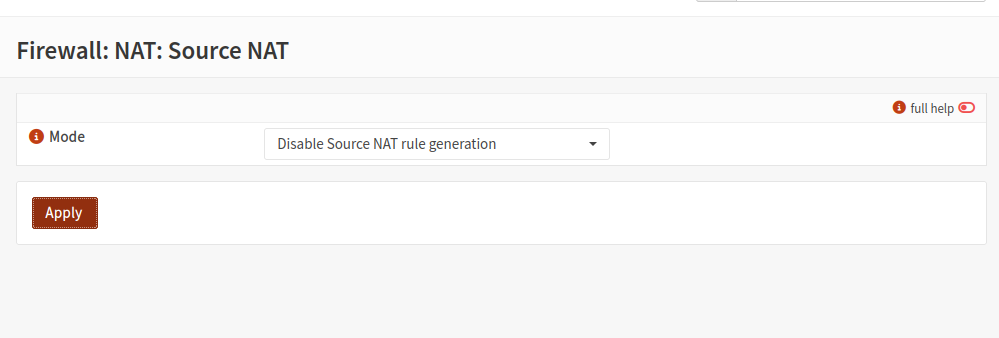 Firewall: NAT: Source NAT
full help
Mode
Disable Source NAT rule generation
Apply